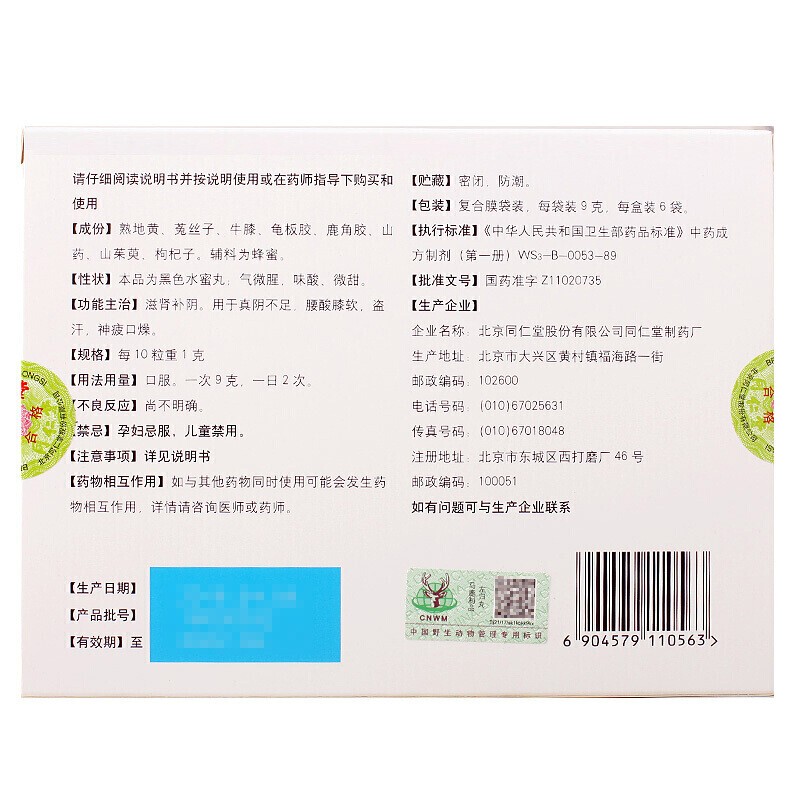 请仔细阅读说明书并按说明使用或在药师指导下购买和
使用
【成份】熟地黄、菟丝子、牛膝、龟板胶、鹿角胶、山
药、山茱萸、枸杞子。辅料为蜂蜜。
【性状】本品为黑色水蜜丸；气微腥、味酸、微甜。
【功能主治】滋肾补阴。用于真阴不足，腰酸膝软，盗
汗，神疲口燥。
【规格】每10粒重1克
【用法用量】口服。一次9克，一日2次。
【不良反应】尚不明确。
【禁忌】孕妇忌服，儿童禁用。
【注意事项】详见说明书
【药物相互作用】如与其他药物同时使用可能会发生药
物相互作用，详情请咨询医师或药师。
【生产日期】
【产品批号】
【有效期】至
【贮藏】密闭，防潮。
【包装】复合膜袋装，每袋装9克，每盒装6袋。
【执行标准】《中华人民共和国卫生部药品标准》中药成
方制剂（第一册）WS₃-B-0053-89
【批准文号】国药准字Z11020735
【生产企业】
企业名称：北京同仁堂股份有限公司同仁堂制药厂
生产地址：北京市大兴区黄村镇福海路一街
邮政编码：102600
电话号码：(010)67025631
传真号码：(010)67018048
注册地址：北京市东城区西打磨厂46号
邮政编码：100051
如有问题可与生产企业联系
CNWM
马鹿制品
左归丸
中国野生动物管理专用标识
6 904579 110563
合格
合格